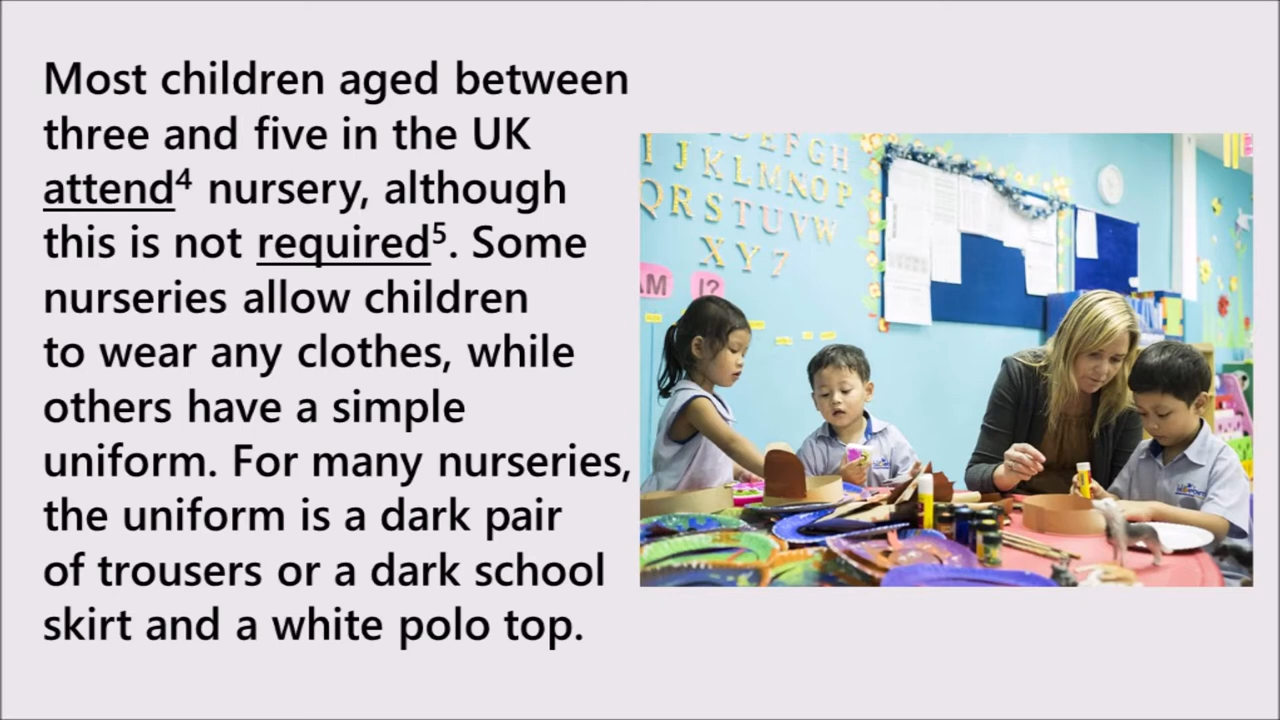 Most children aged between
three and five in the UK
attend⁴ nursery, although
this is not required⁵. Some
nurseries allow children
to wear any clothes, while
others have a simple
uniform. For many nurseries,
the uniform is a dark pair
of trousers or a dark school
skirt and a white polo top.
DEFGH
I J K L M N O P
Q R S T U V W
X Y Z
AM I?